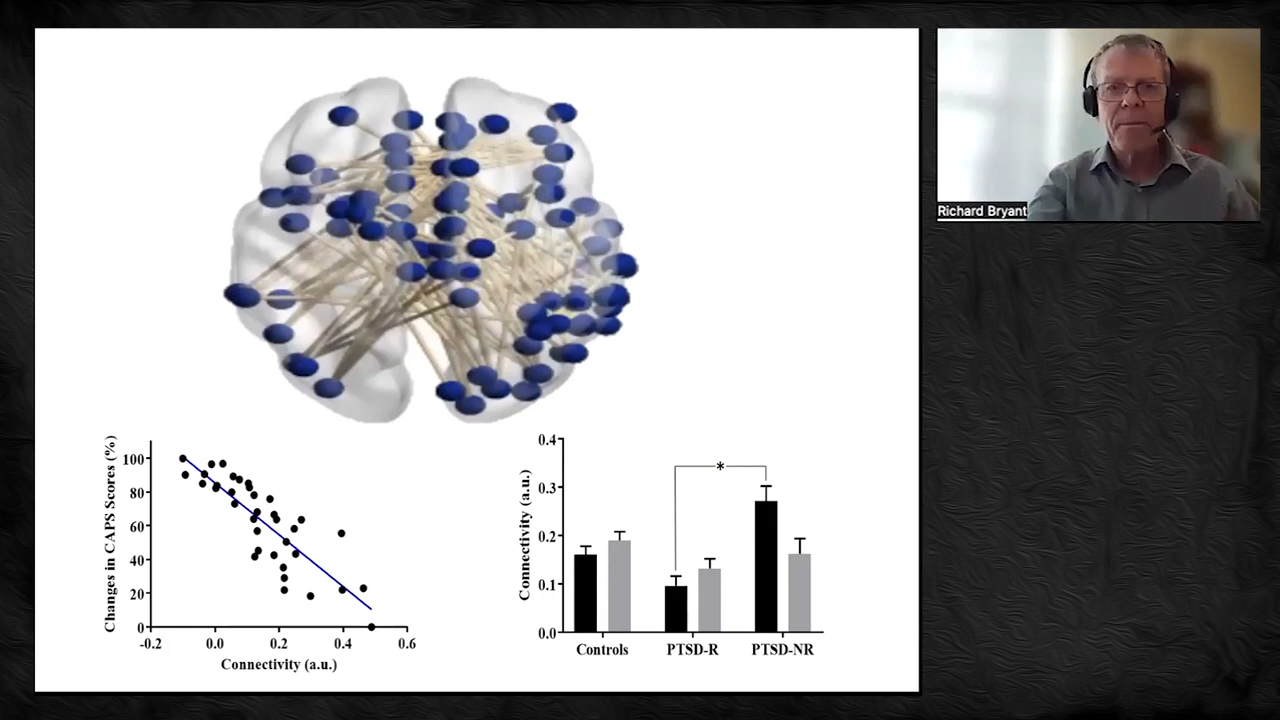 Richard Bryant
Changes in CAPS Scores (%)
100
80
60
40
20
0
-0.2 0.0 0.2 0.4 0.6
Connectivity (a.u.)
Connectivity (a.u.)
0.4
0.3
0.2
0.1
0.0
*
Controls PTSD-R PTSD-NR